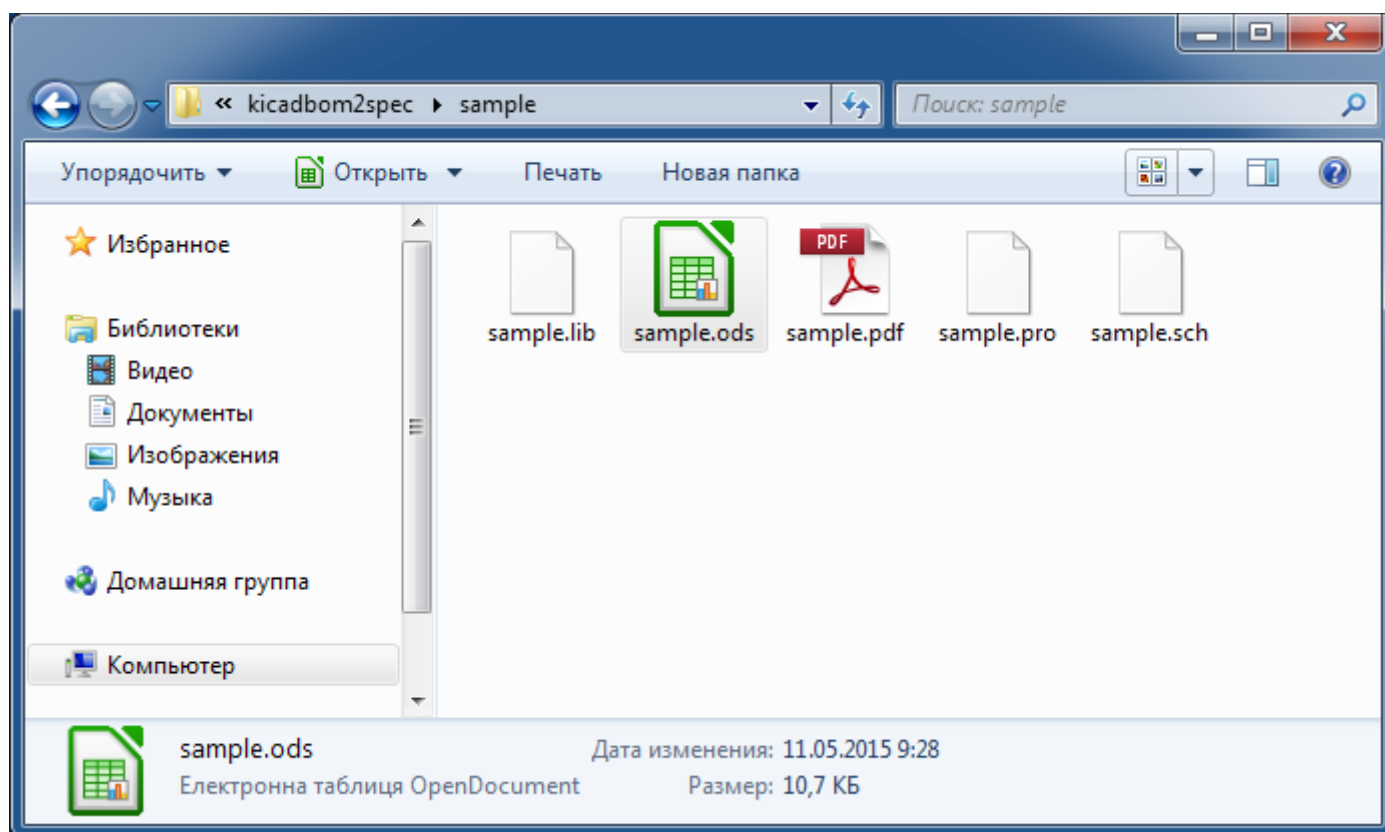 « kicadbom2spec ▸ sample
Поиск: sample
Упорядочить Открыть Печать Новая папка
Избранное
Библиотеки
Видео
Документы
Изображения
Музыка
Домашняя группа
Компьютер
PDF
sample.lib sample.ods sample.pdf sample.pro sample.sch
sample.ods Дата изменения: 11.05.2015 9:28
Електронна таблиця OpenDocument Размер: 10,7 КБ